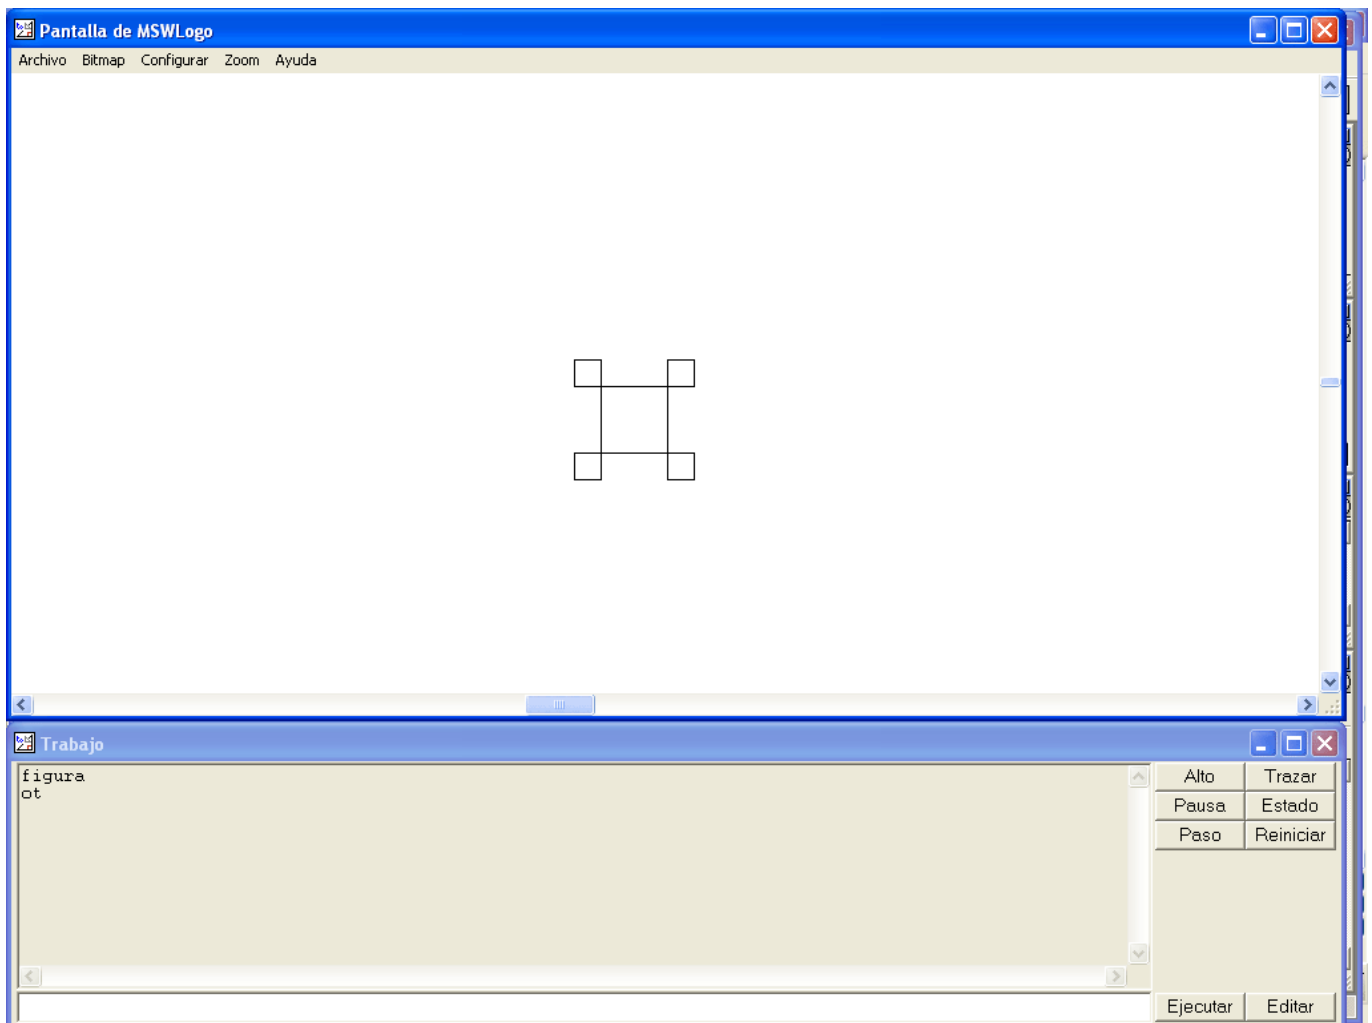 Pantalla de MSWLogo
Archivo Bitmap Configurar Zoom Ayuda
Trabajo
figura
ot
Alto Trazar
Pausa Estado
Paso Reiniciar
Ejecutar Editar